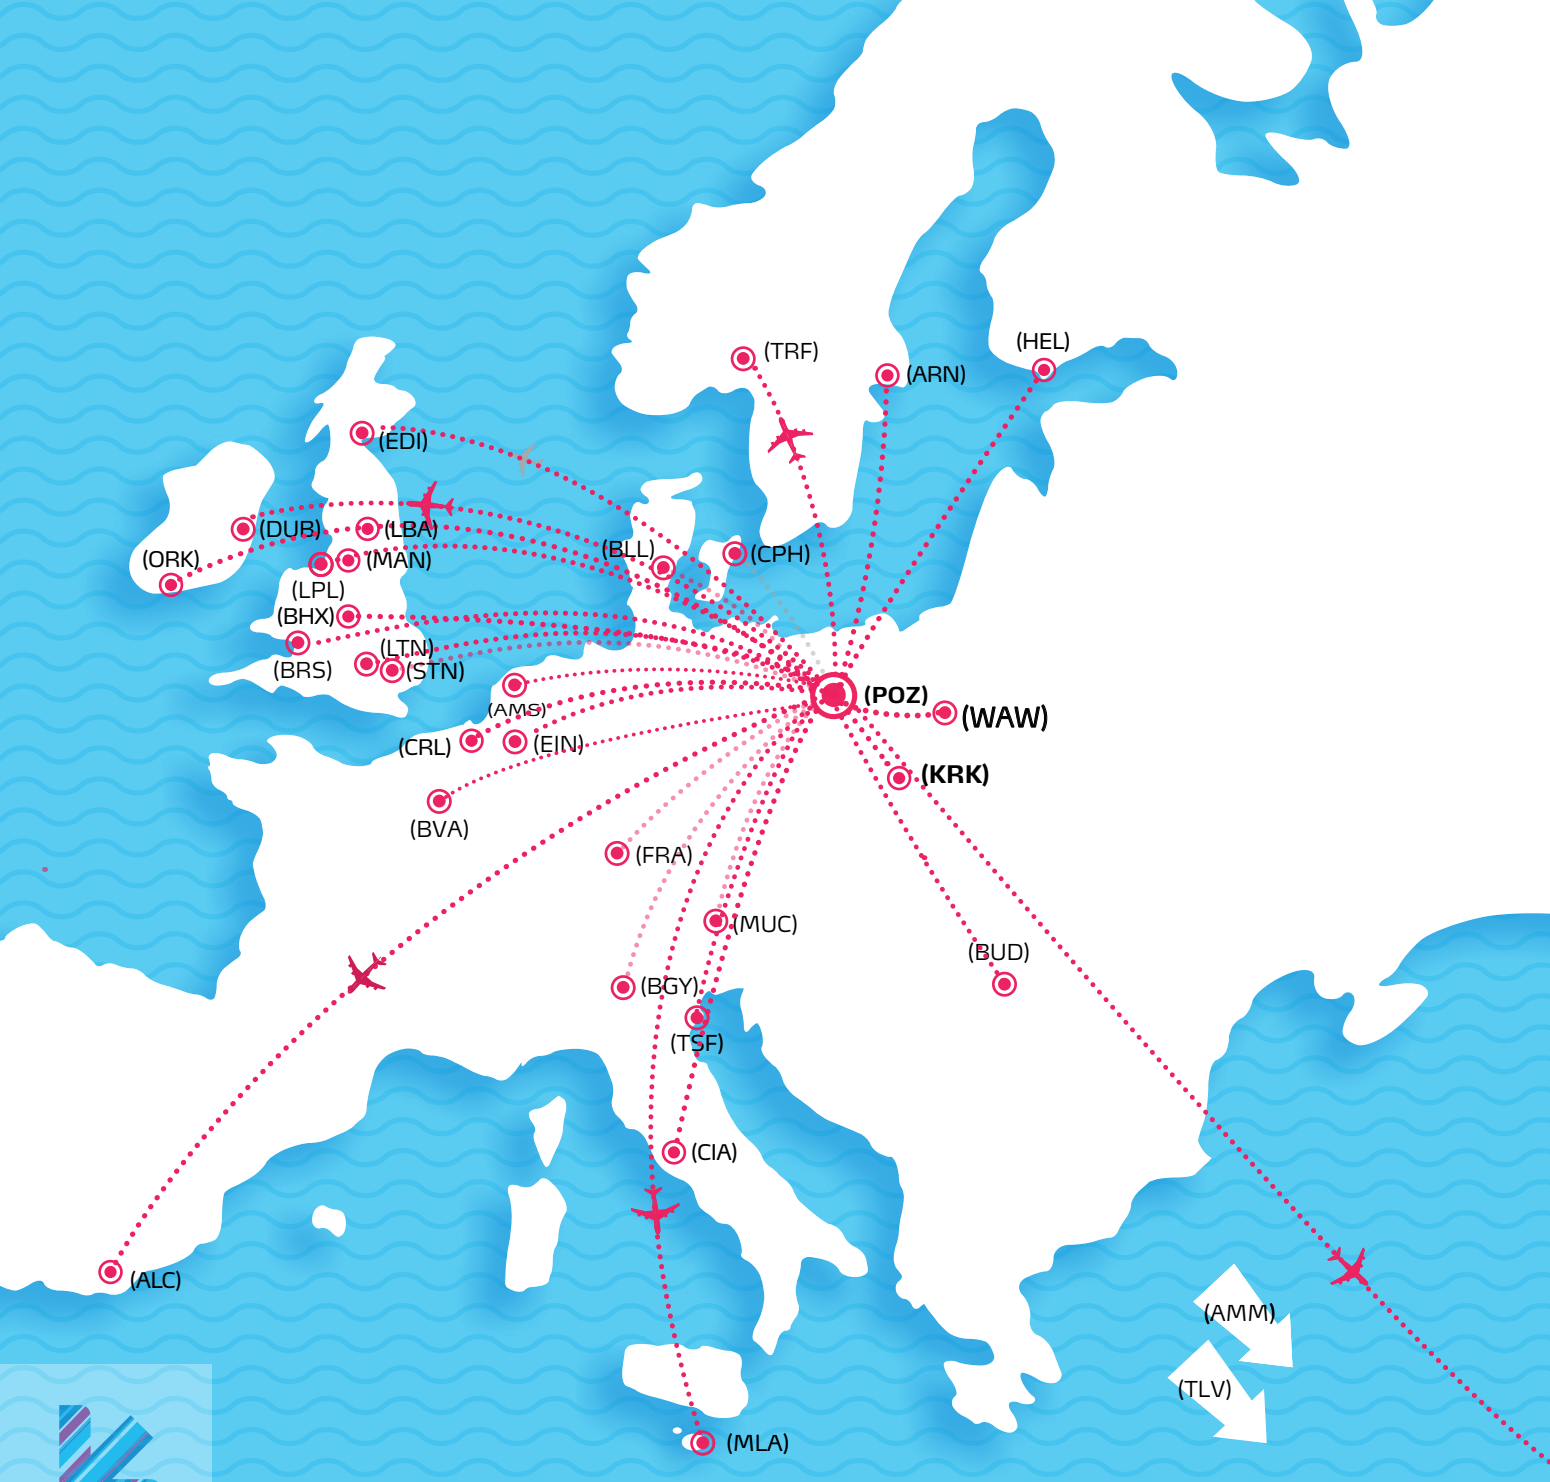 (HEL)
(TRF)
(ARN)
(EDI)
(DUB)
(LBA)
(BLL)
(CPH)
(ORK)
(MAN)
(LPL)
(BHX)
(LTN)
(BRS)
(STN)
(POZ)
(AMS)
(WAW)
(CRL)
(EIN)
(KRK)
(BVA)
(FRA)
(MUC)
(BUD)
(BGY)
(TSF)
(CIA)
(ALC)
(AMM)
(TLV)
(MLA)